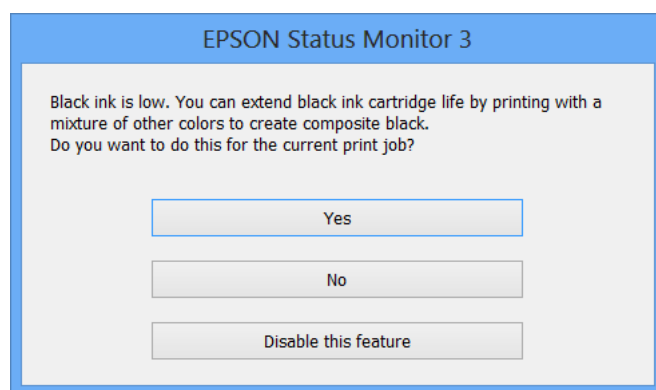 EPSON Status Monitor 3
Black ink is low. You can extend black ink cartridge life by printing with a
mixture of other colors to create composite black.
Do you want to do this for the current print job?
Yes
No
Disable this feature